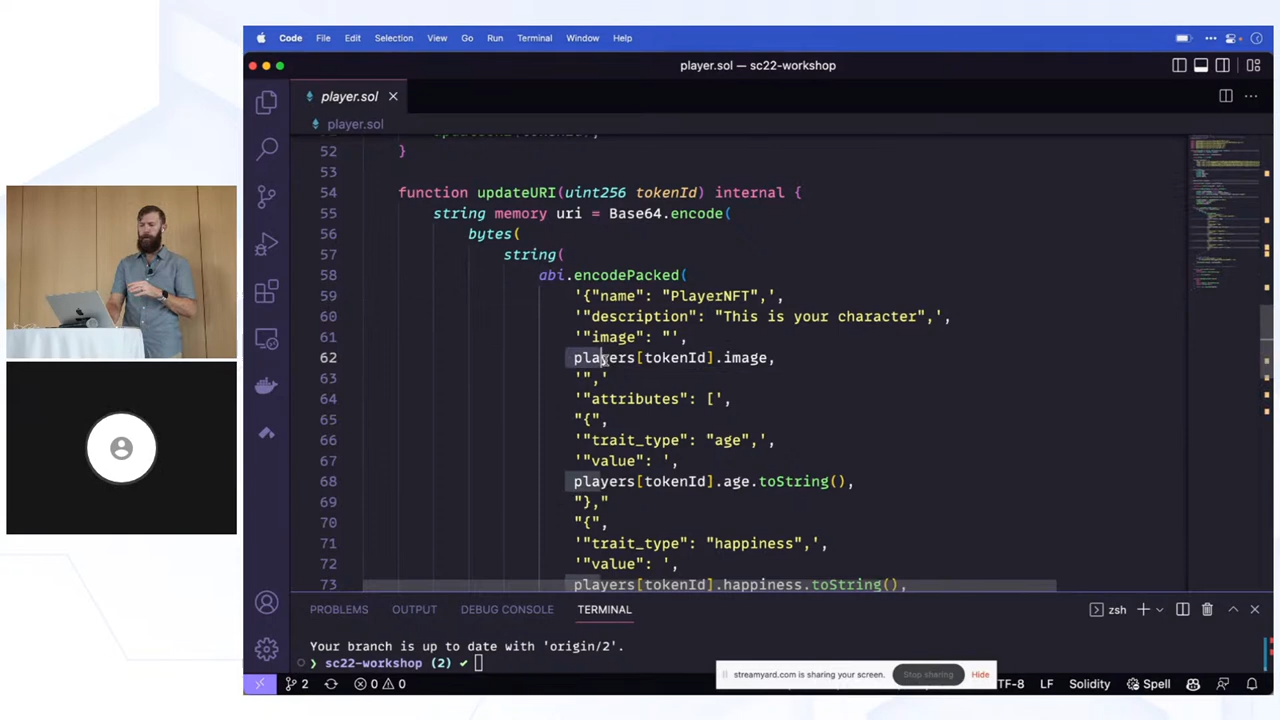 Code File Edit Selection View Go Run Terminal Window Help
player.sol — sc22-workshop
player.sol
player.sol
52 }
53
54 function updateURI(uint256 tokenId) internal {
55 string memory uri = Base64.encode(
56 bytes(
57 string(
58 abi.encodePacked(
59 '{"name": "PlayerNFT",',
60 '"description": "This is your character",',
61 '"image": "',
62 players[tokenId].image,
63 '",'
64 '"attributes": [',
65 "{",
66 '"trait_type": "age",',
67 '"value": ',
68 players[tokenId].age.toString(),
69 "},"
70 "{",
71 '"trait_type": "happiness",',
72 '"value": ',
73 players[tokenId].happiness.toString(),
PROBLEMS OUTPUT DEBUG CONSOLE TERMINAL
zsh
Your branch is up to date with 'origin/2'.
❯ sc22-workshop (2) ✔
streamyard.com is sharing your screen. Stop sharing Hide
2 0 0 TF-8 LF Solidity Spell